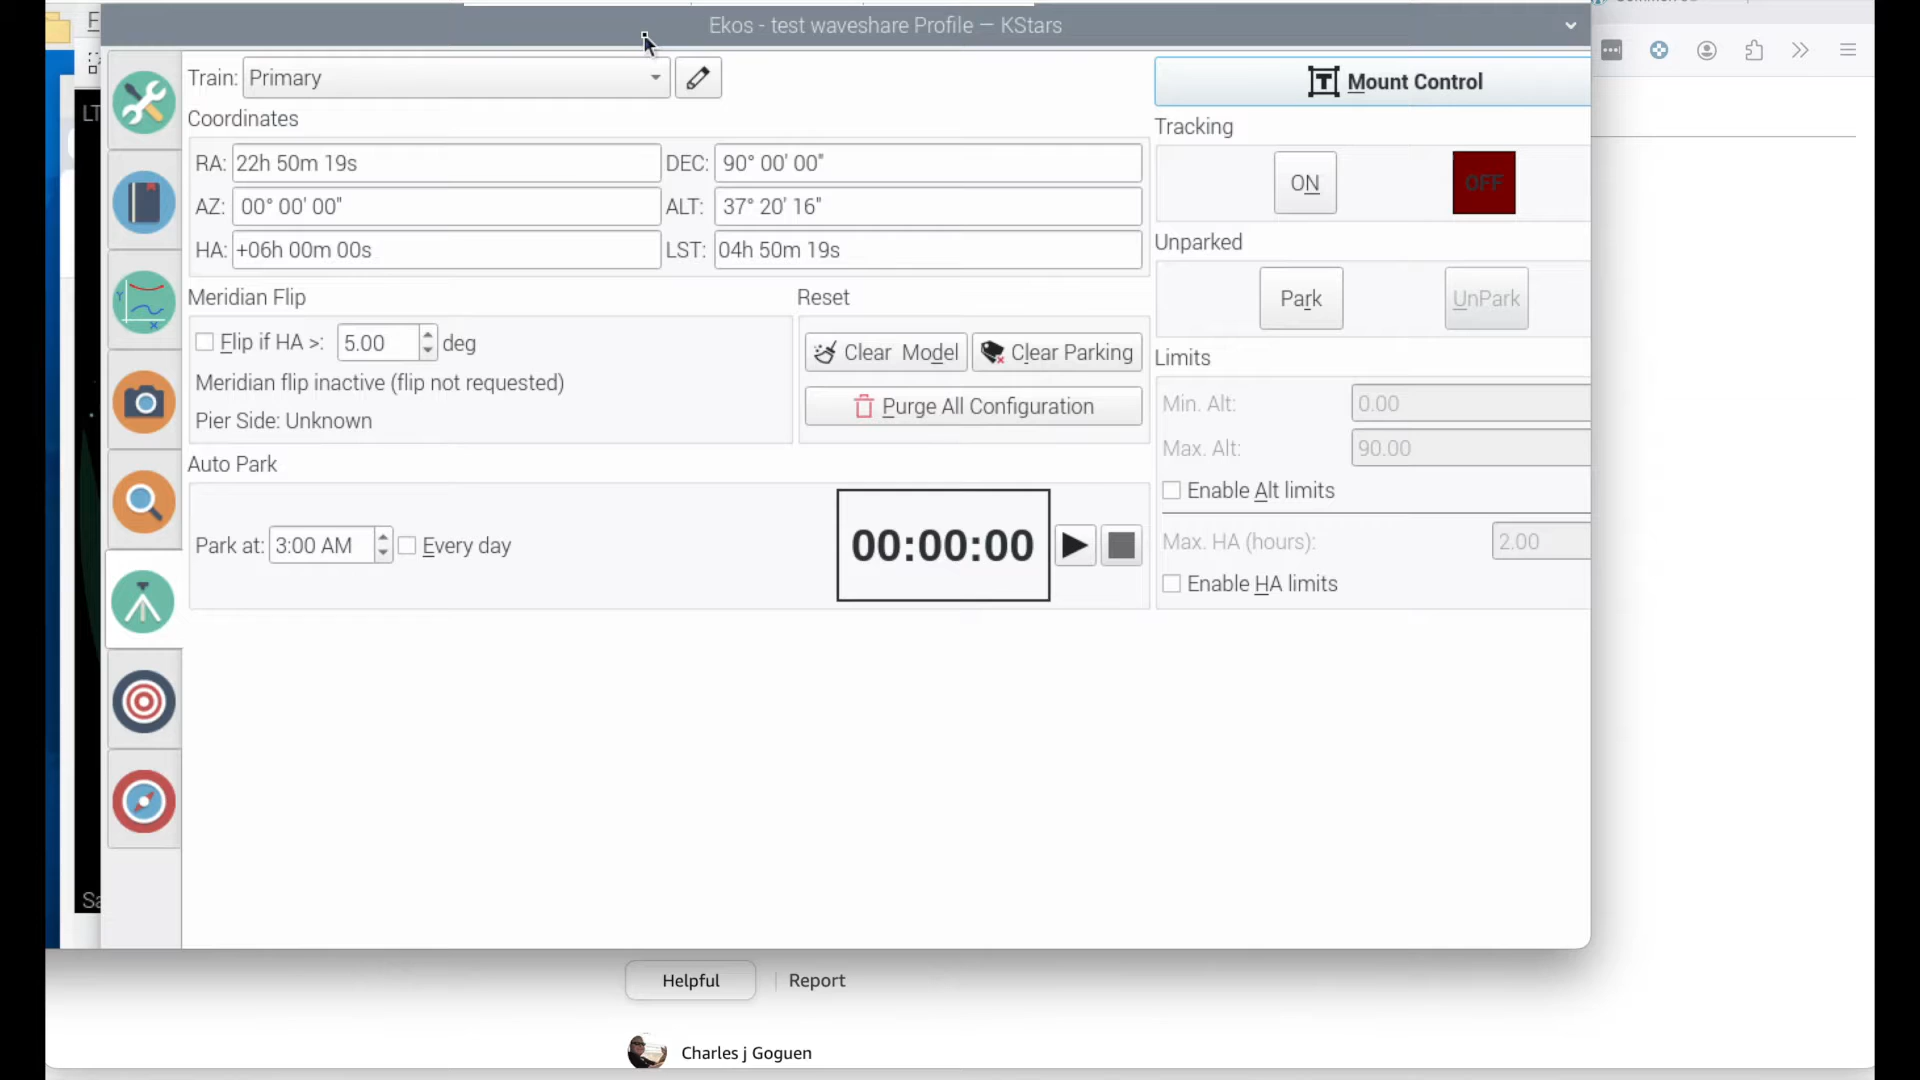 Ekos - test waveshare Profile — KStars
Train: Primary
Mount Control
Coordinates
Tracking
RA: 22h 50m 19s DEC: 90° 00' 00"
ON OFF
AZ: 00° 00' 00" ALT: 37° 20' 16"
HA: +06h 00m 00s LST: 04h 50m 19s
Unparked
Park UnPark
Meridian Flip
Reset
Flip if HA >: 5.00 deg
Clear Model Clear Parking
Limits
Meridian flip inactive (flip not requested)
Purge All Configuration
Min. Alt: 0.00
Pier Side: Unknown
Max. Alt: 90.00
Auto Park
Enable Alt limits
Park at: 3:00 AM Every day
00:00:00
Max. HA (hours): 2.00
Enable HA limits
LT
Sa
Helpful Report
Charles j Goguen